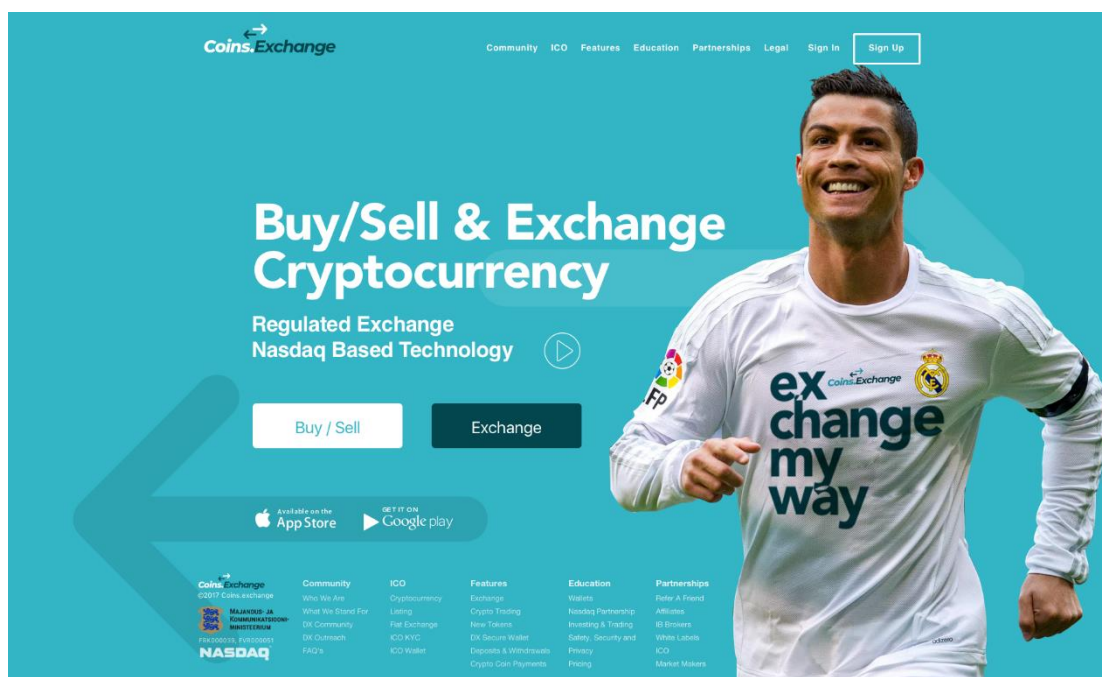 Coins.Exchange
Community ICO Features Education Partnerships Legal Sign In Sign Up
Buy/Sell & Exchange
Cryptocurrency
Regulated Exchange
Nasdaq Based Technology
Buy / Sell
Exchange
Available on the
App Store
GET IT ON
Google play
FP
ex
Coins.Exchange
change
my
way
adizero
Coins.Exchange
©2017 Coins.exchange
MAJANDUS- JA
KOMMUNIKATSIOONI-
MINISTEERIUM
FRK000039, FVR000051
NASDAQ
Community
Who We Are
What We Stand For
DX Community
DX Outreach
FAQ's
ICO
Cryptocurrency
Listing
Fiat Exchange
ICO KYC
ICO Wallet
Features
Exchange
Crypto Trading
New Tokens
DX Secure Wallet
Deposits & Withdrawals
Crypto Coin Payments
Education
Wallets
Nasdaq Partnership
Investing & Trading
Safety, Security and
Privacy
Pricing
Partnerships
Refer A Friend
Affiliates
IB Brokers
White Labels
ICO
Market Makers